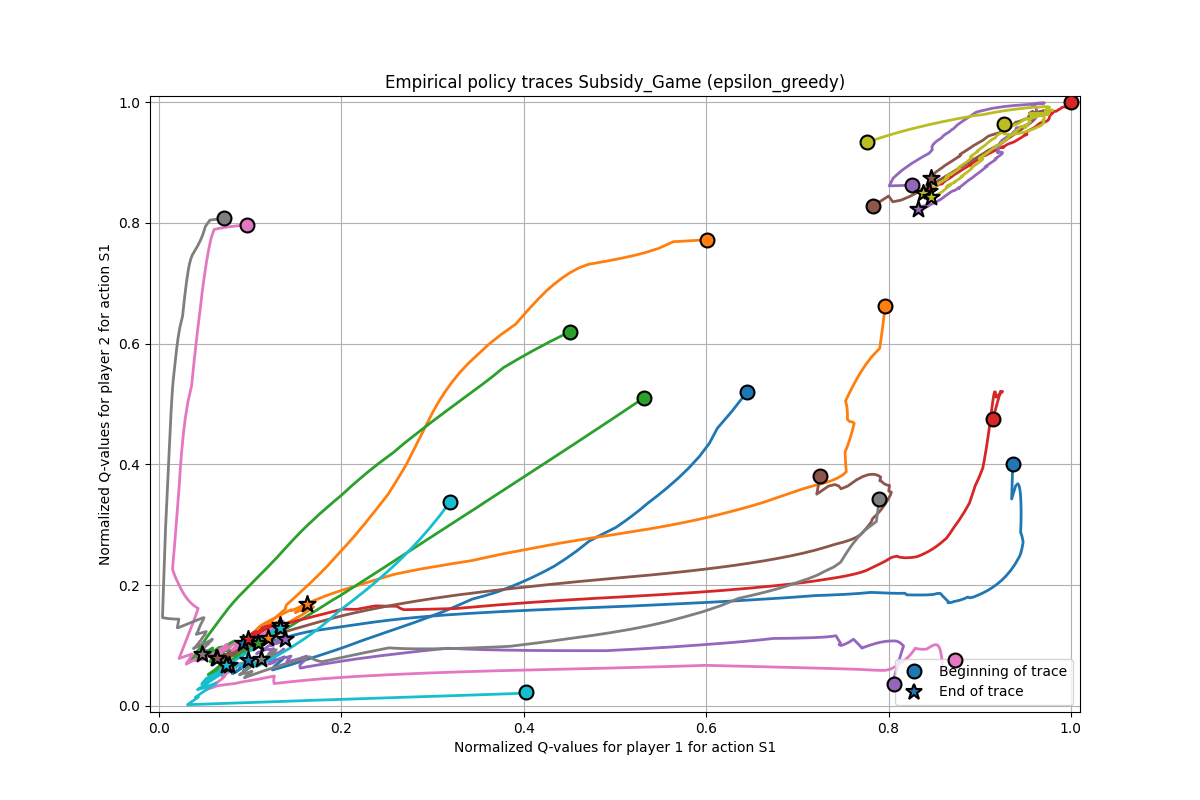 Empirical policy traces Subsidy_Game (epsilon_greedy)
Normalized Q-values for player 2 for action S1
1.0
0.8
0.6
0.4
0.2
0.0
Beginning of trace
End of trace
0.0 0.2 0.4 0.6 0.8 1.0
Normalized Q-values for player 1 for action S1